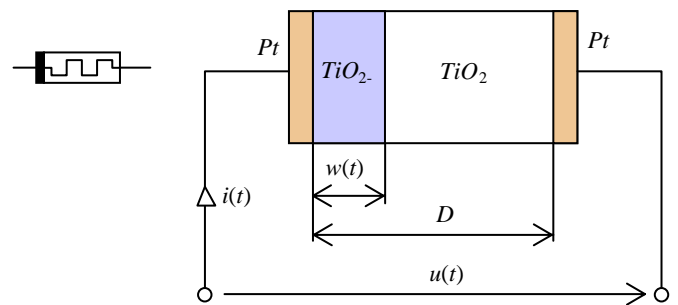 Pt
TiO2-
TiO2
Pt
w(t)
i(t)
D
u(t)